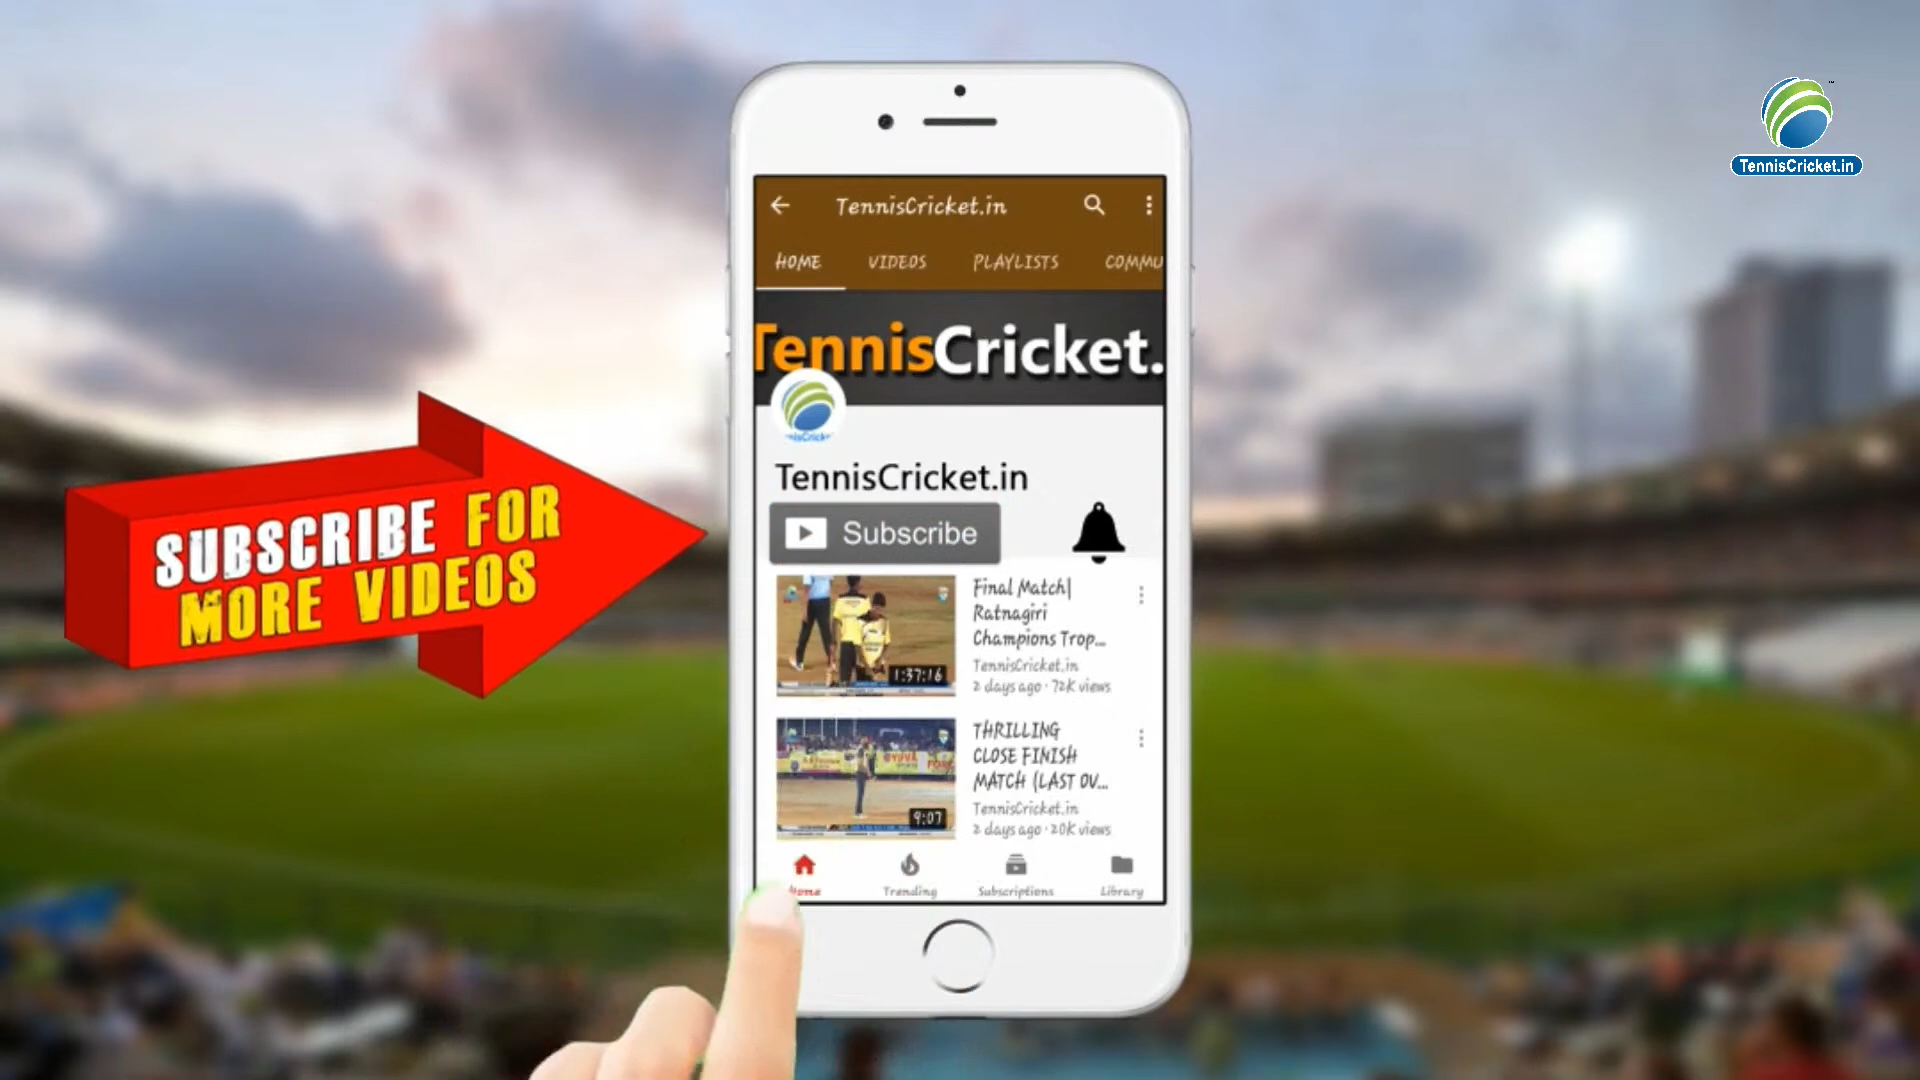 TennisCricket.in
TennisCricket.in
HOME VIDEOS PLAYLISTS COMMU
TennisCricket.
TennisCricket.in
Subscribe
SUBSCRIBE FOR
MORE VIDEOS
Final Match|
Ratnagiri
Champions Trop...
TennisCricket.in
2 days ago · 72K views
1:37:16
THRILLING
CLOSE FINISH
MATCH (LAST OV...
TennisCricket.in
2 days ago · 20K views
9:07
Home Trending Subscriptions Library